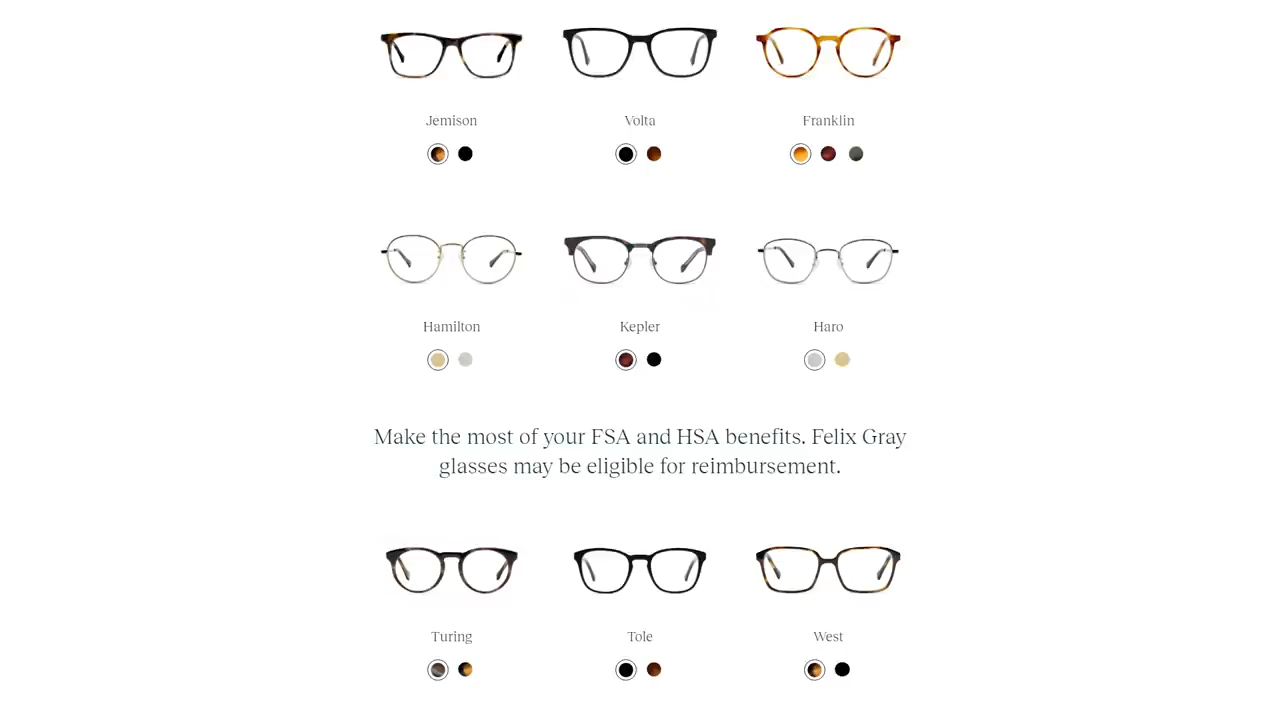 Jemison
Volta
Franklin
Hamilton
Kepler
Haro
Make the most of your FSA and HSA benefits. Felix Gray
glasses may be eligible for reimbursement.
Turing
Tole
West